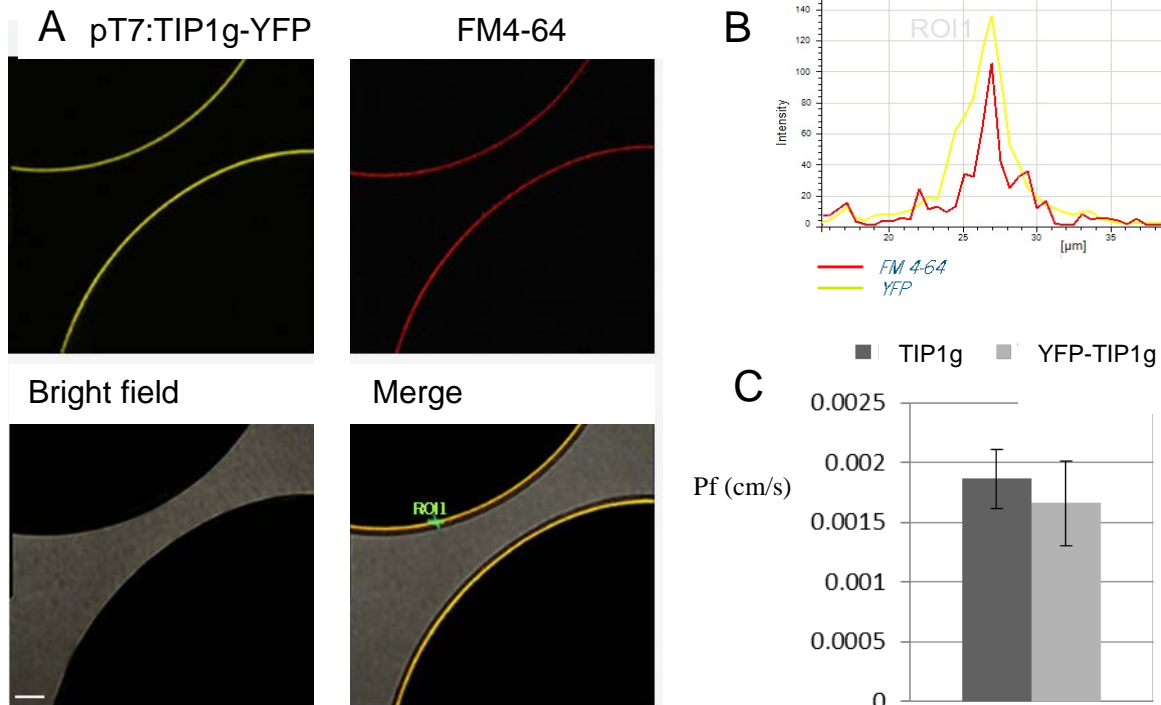 A pT7:TIP1g-YFP
FM4-64
Bright field
Merge
ROI1
B
ROI1
Intensity
140
120
100
80
60
40
20
0
20 25 30 35
[µm]
FM 4-64
YFP
TIP1g YFP-TIP1g
C
Pf (cm/s)
0.0025
0.002
0.0015
0.001
0.0005
0